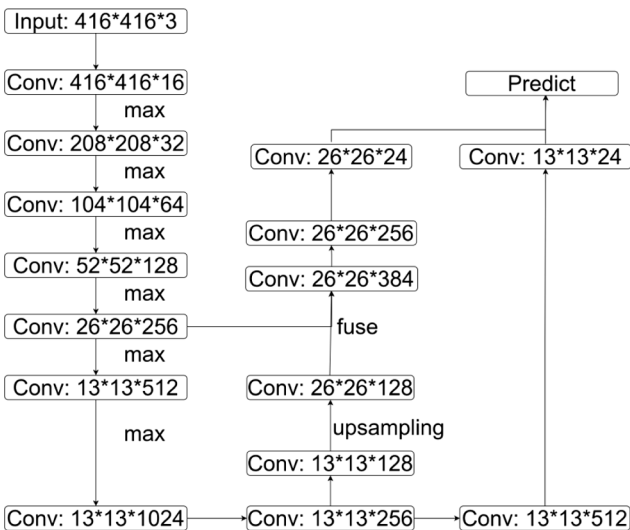 Input: 416*416*3
Conv: 416*416*16
max
Conv: 208*208*32
max
Conv: 104*104*64
max
Conv: 52*52*128
max
Conv: 26*26*256
max
Conv: 13*13*512
max
Conv: 13*13*1024
Predict
Conv: 26*26*24
Conv: 26*26*256
Conv: 26*26*384
fuse
Conv: 26*26*128
upsampling
Conv: 13*13*128
Conv: 13*13*256
Conv: 13*13*24
Conv: 13*13*512